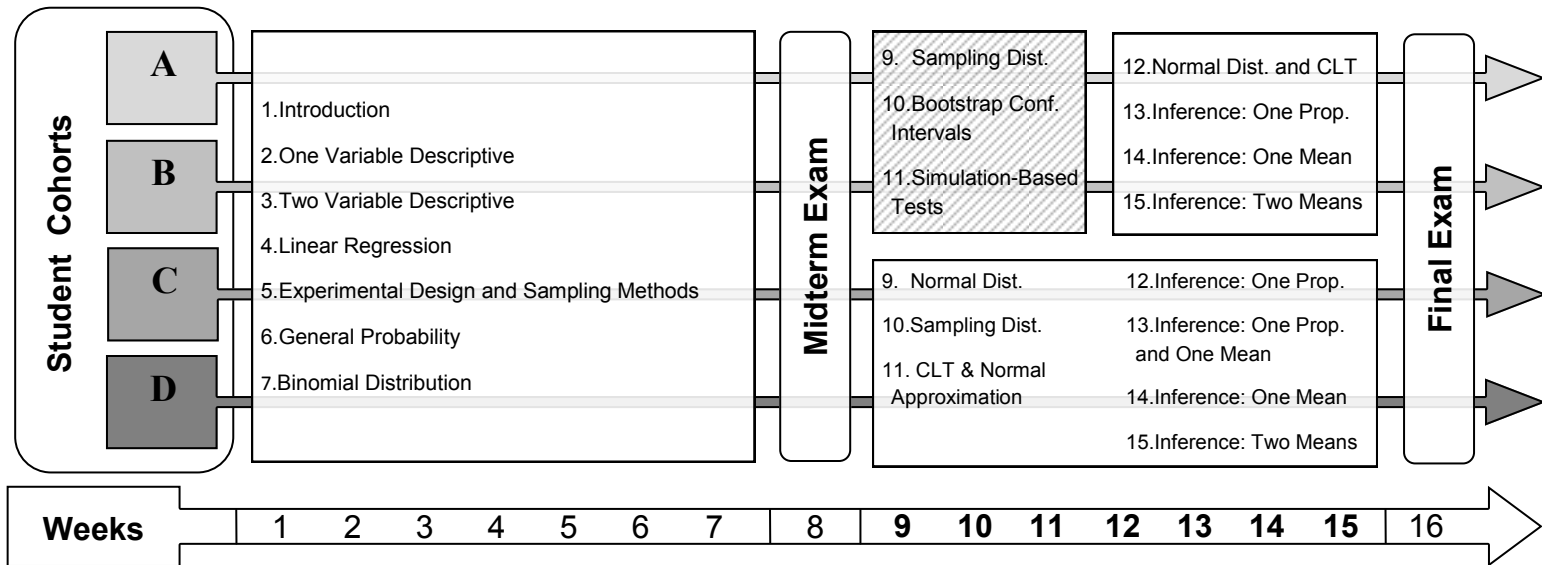 Student Cohorts
A
B
C
D
1.Introduction
2.One Variable Descriptive
3.Two Variable Descriptive
4.Linear Regression
5.Experimental Design and Sampling Methods
6.General Probability
7.Binomial Distribution
Midterm Exam
9. Sampling Dist.
10.Bootstrap Conf.
Intervals
11.Simulation-Based
Tests
12.Normal Dist. and CLT
13.Inference: One Prop.
14.Inference: One Mean
15.Inference: Two Means
9. Normal Dist.
10.Sampling Dist.
11. CLT & Normal
Approximation
12.Inference: One Prop.
13.Inference: One Prop.
and One Mean
14.Inference: One Mean
15.Inference: Two Means
Final Exam
Weeks 1 2 3 4 5 6 7 8 9 10 11 12 13 14 15 16